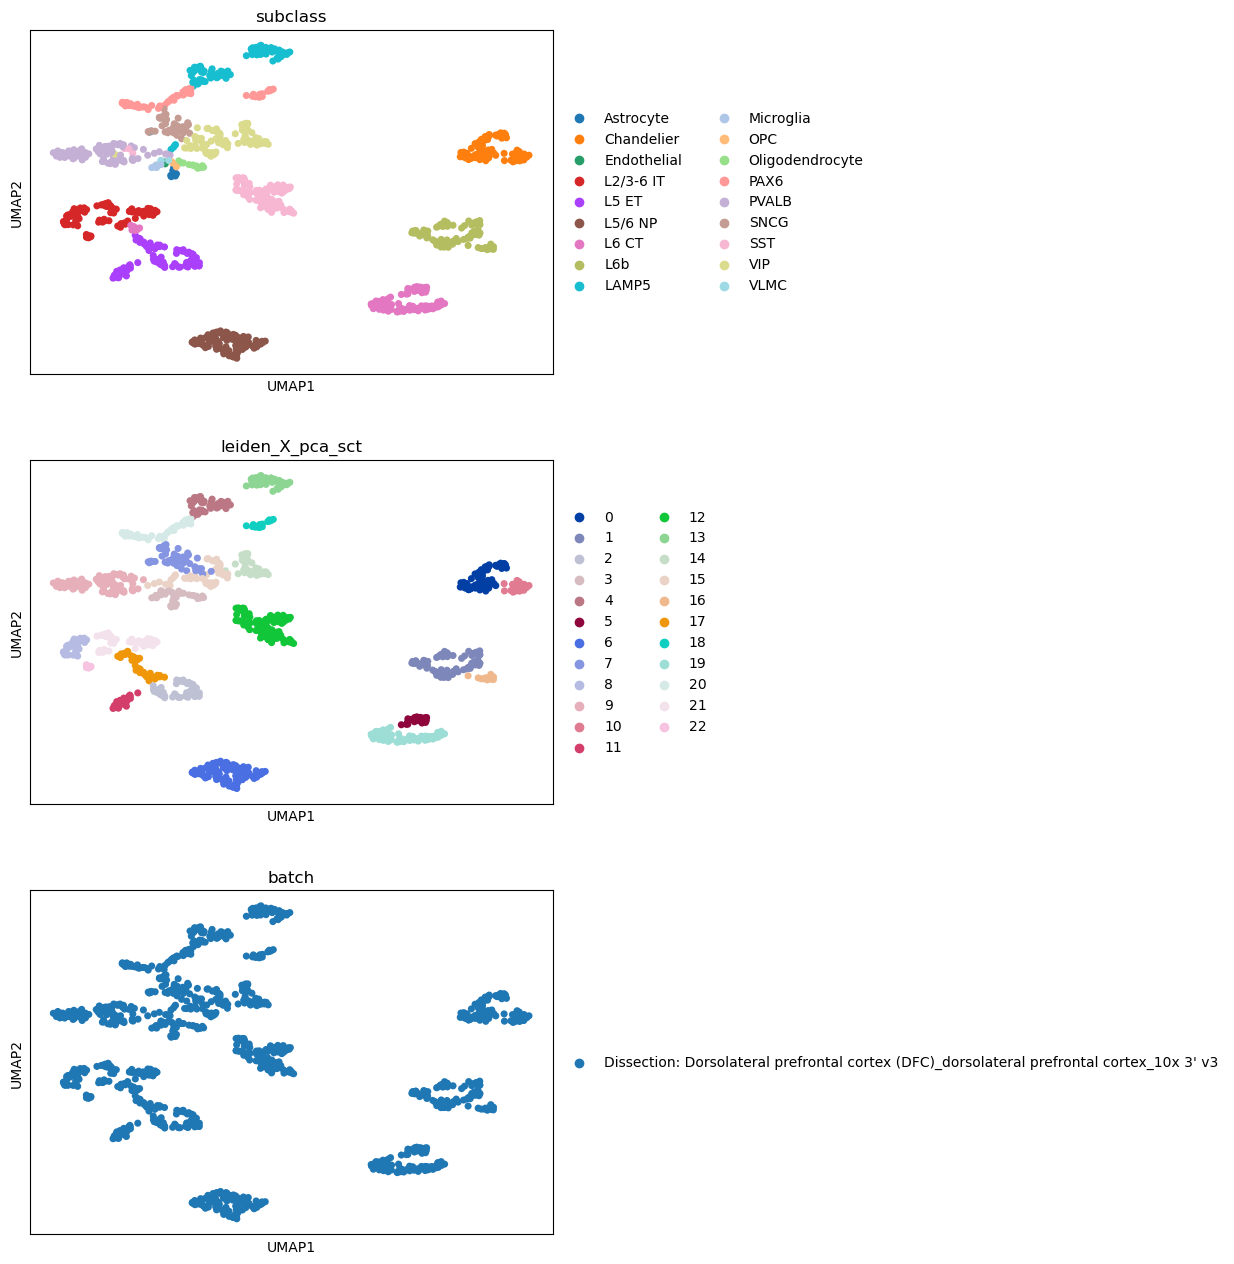 subclass
UMAP2
UMAP1
Astrocyte
Chandelier
Endothelial
L2/3-6 IT
L5 ET
L5/6 NP
L6 CT
L6b
LAMP5
Microglia
OPC
Oligodendrocyte
PAX6
PVALB
SNCG
SST
VIP
VLMC
leiden_X_pca_sct
UMAP2
UMAP1
0
1
2
3
4
5
6
7
8
9
10
11
12
13
14
15
16
17
18
19
20
21
22
batch
UMAP2
UMAP1
Dissection: Dorsolateral prefrontal cortex (DFC)_dorsolateral prefrontal cortex_10x 3' v3